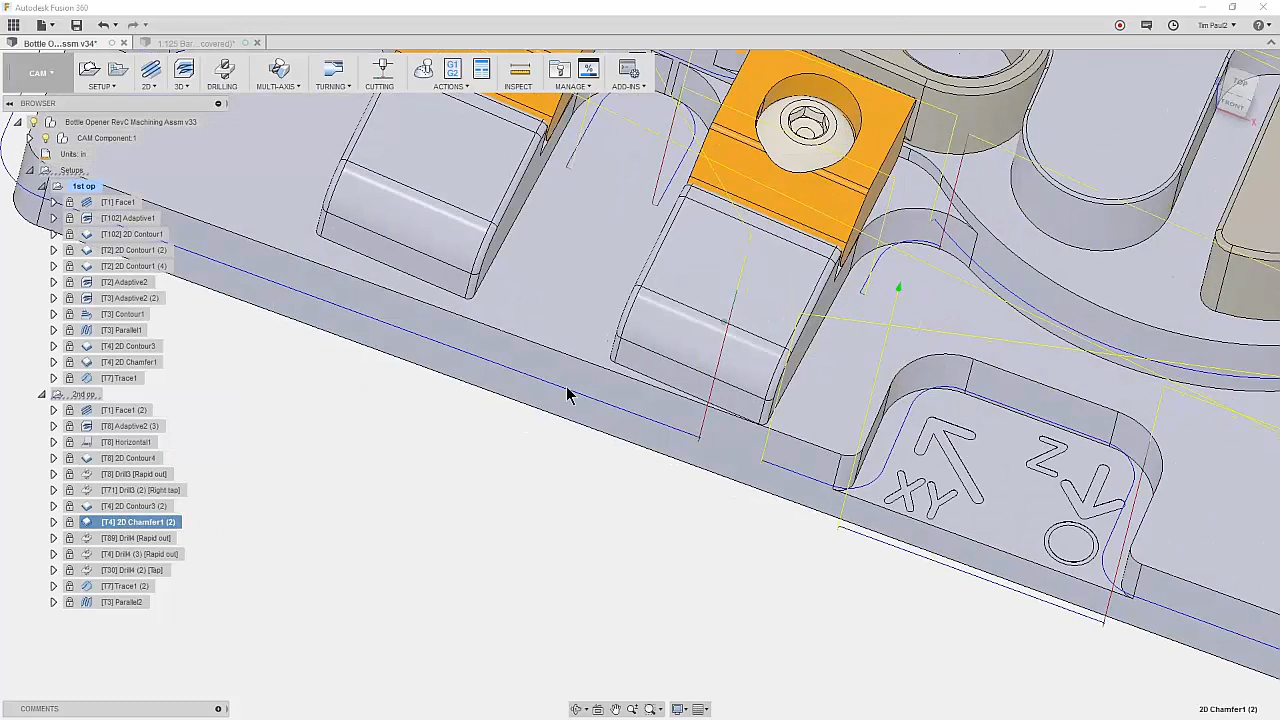 Autodesk Fusion 360
Tim Paul2
Bottle O...ssm v34*
1.125 Bar...covered)*
CAM
SETUP
2D
3D
DRILLING
MULTI-AXIS
TURNING
CUTTING
G1
G2
ACTIONS
INSPECT
MANAGE
ADD-INS
BROWSER
Bottle Opener RevC Machining Assm v33
CAM Component:1
Units: in
Setups
1st op
[T1] Face1
[T102] Adaptive1
[T102] 2D Contour1
[T2] 2D Contour1 (2)
[T2] 2D Contour1 (4)
[T2] Adaptive2
[T3] Adaptive2 (2)
[T3] Contour1
[T3] Parallel1
[T4] 2D Contour3
[T4] 2D Chamfer1
[T7] Trace1
2nd op
[T1] Face1 (2)
[T8] Adaptive2 (3)
[T8] Horizontal1
[T8] 2D Contour4
[T8] Drill3 [Rapid out]
[T71] Drill3 (2) [Right tap]
[T4] 2D Contour3 (2)
[T4] 2D Chamfer1 (2)
[T89] Drill4 [Rapid out]
[T4] Drill4 (3) [Rapid out]
[T30] Drill4 (2) [Tap]
[T7] Trace1 (2)
[T3] Parallel2
TOP
FRONT
X
XY
Z
COMMENTS
2D Chamfer1 (2)